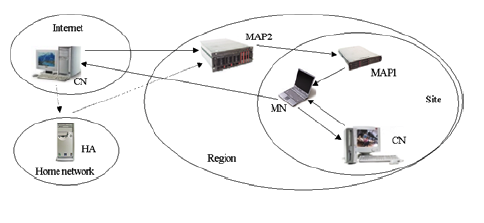 Internet
CN
MAP2
MAP1
MN
Site
CN
HA
Home network
Region